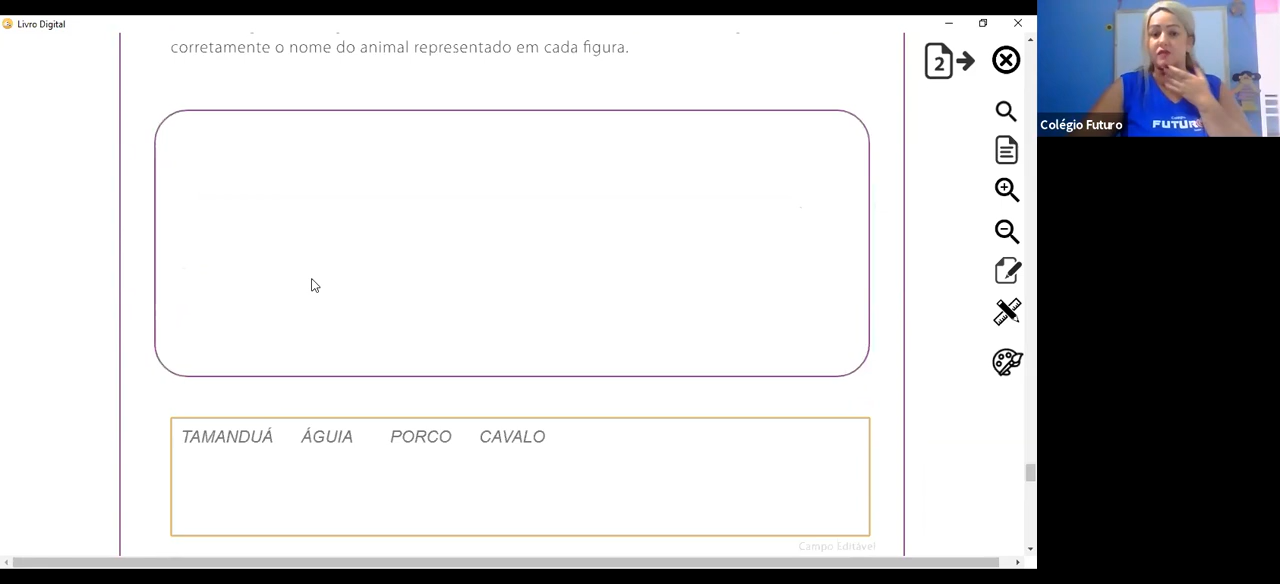 Livro Digital
corretamente o nome do animal representado em cada figura.
2
Colégio Futuro
FUTURO
TAMANDUÁ ÁGUIA PORCO CAVALO
Campo Editável